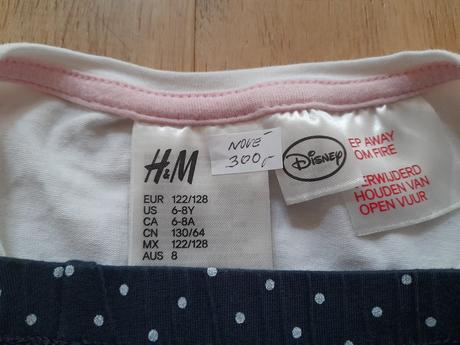 NOVÉ
300,-
H&M
Disney
EP AWAY
OM FIRE
ERWIJDERD
HOUDEN VAN
OPEN VUUR
EUR 122/128
US 6-8Y
CA 6-8A
CN 130/64
MX 122/128
AUS 8